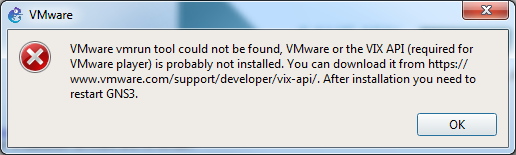 VMware
VMware vmrun tool could not be found, VMware or the VIX API (required for
VMware player) is probably not installed. You can download it from https://
www.vmware.com/support/developer/vix-api/. After installation you need to
restart GNS3.
OK